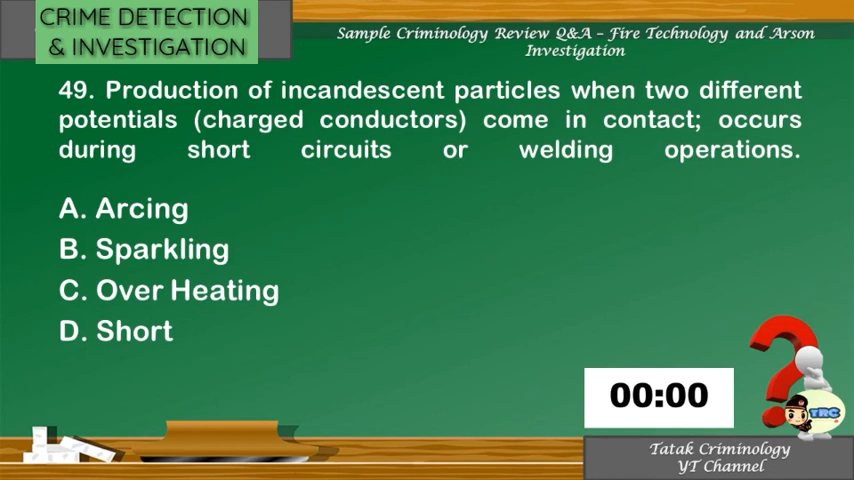 CRIME DETECTION
& INVESTIGATION
Sample Criminology Review Q&A – Fire Technology and Arson
Investigation
49. Production of incandescent particles when two different
potentials (charged conductors) come in contact; occurs
during short circuits or welding operations.
A. Arcing
B. Sparkling
C. Over Heating
D. Short
00:00
TRC
Tatak Criminology
YT Channel